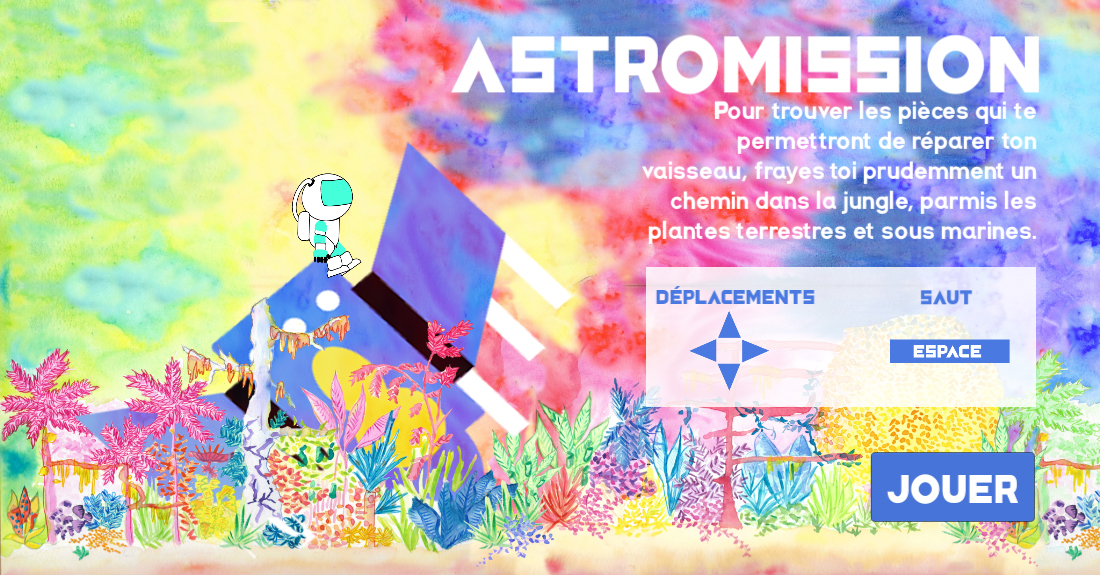 ASTROMISSION
Pour trouver les pièces qui te
permettront de réparer ton
vaisseau, frayes toi prudemment un
chemin dans la jungle, parmis les
plantes terrestres et sous marines.
DÉPLACEMENTS
SAUT
ESPACE
JOUER